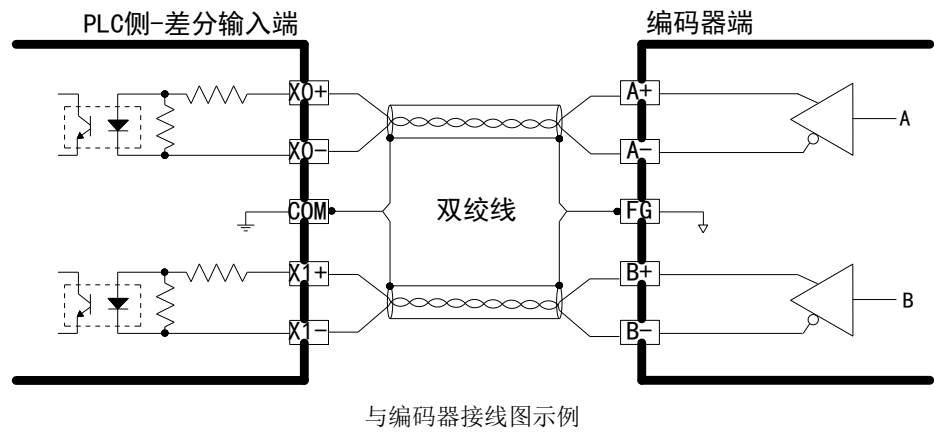 PLC侧-差分输入端
编码器端
X0+
A+
A
X0-
A-
COM
双绞线
FG
X1+
B+
B
X1-
B-
与编码器接线图示例